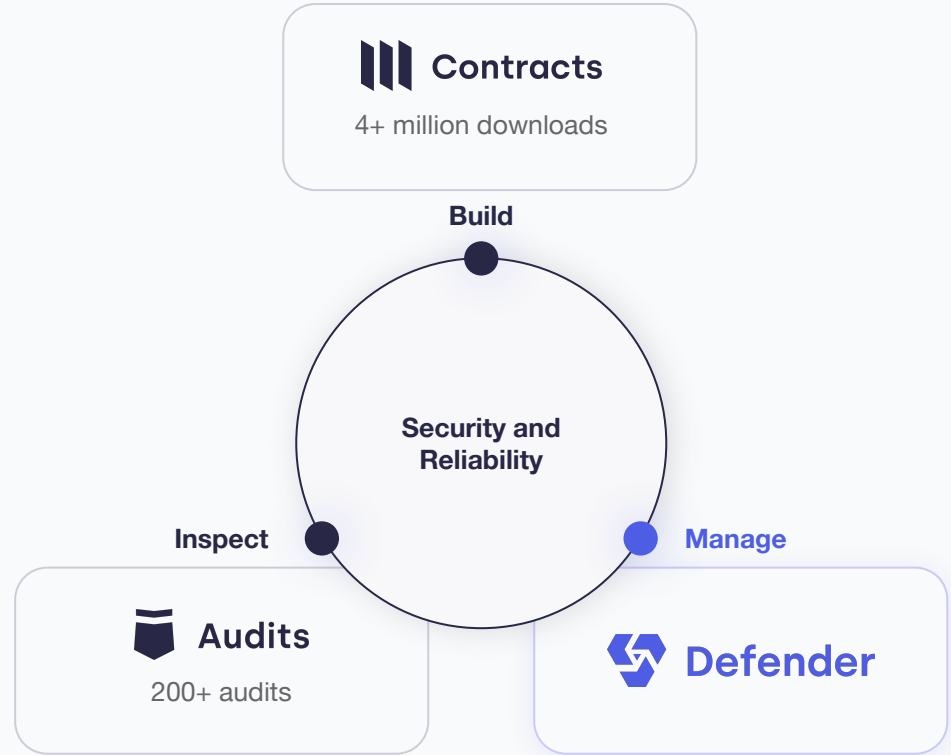 Contracts
4+ million downloads
Build
Security and
Reliability
Inspect
Manage
Audits
200+ audits
Defender